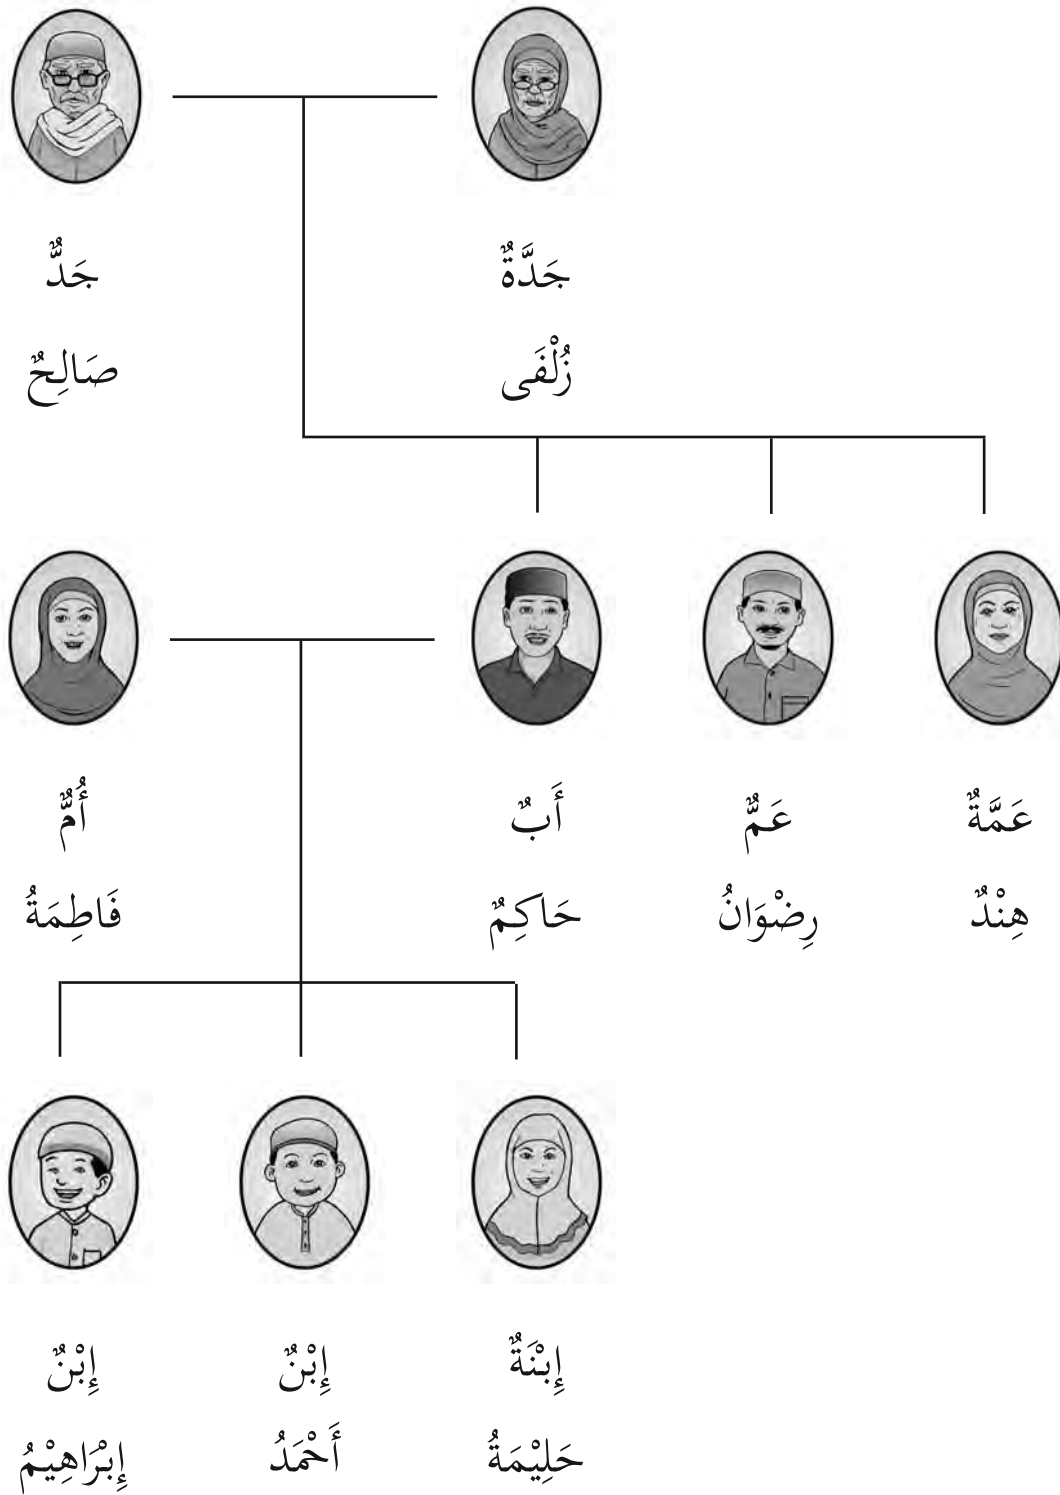 جَدٌّ
صَالِحٌ
جَدَّةٌ
زُلْفَى
أُمٌّ
فَاطِمَةُ
أَبٌ
حَاكِمٌ
عَمٌّ
رِضْوَانُ
عَمَّةٌ
هِنْدٌ
إِبْنٌ
إِبْرَاهِيْمُ
إِبْنٌ
أَحْمَدُ
إِبْنَةٌ
حَلِيْمَةُ